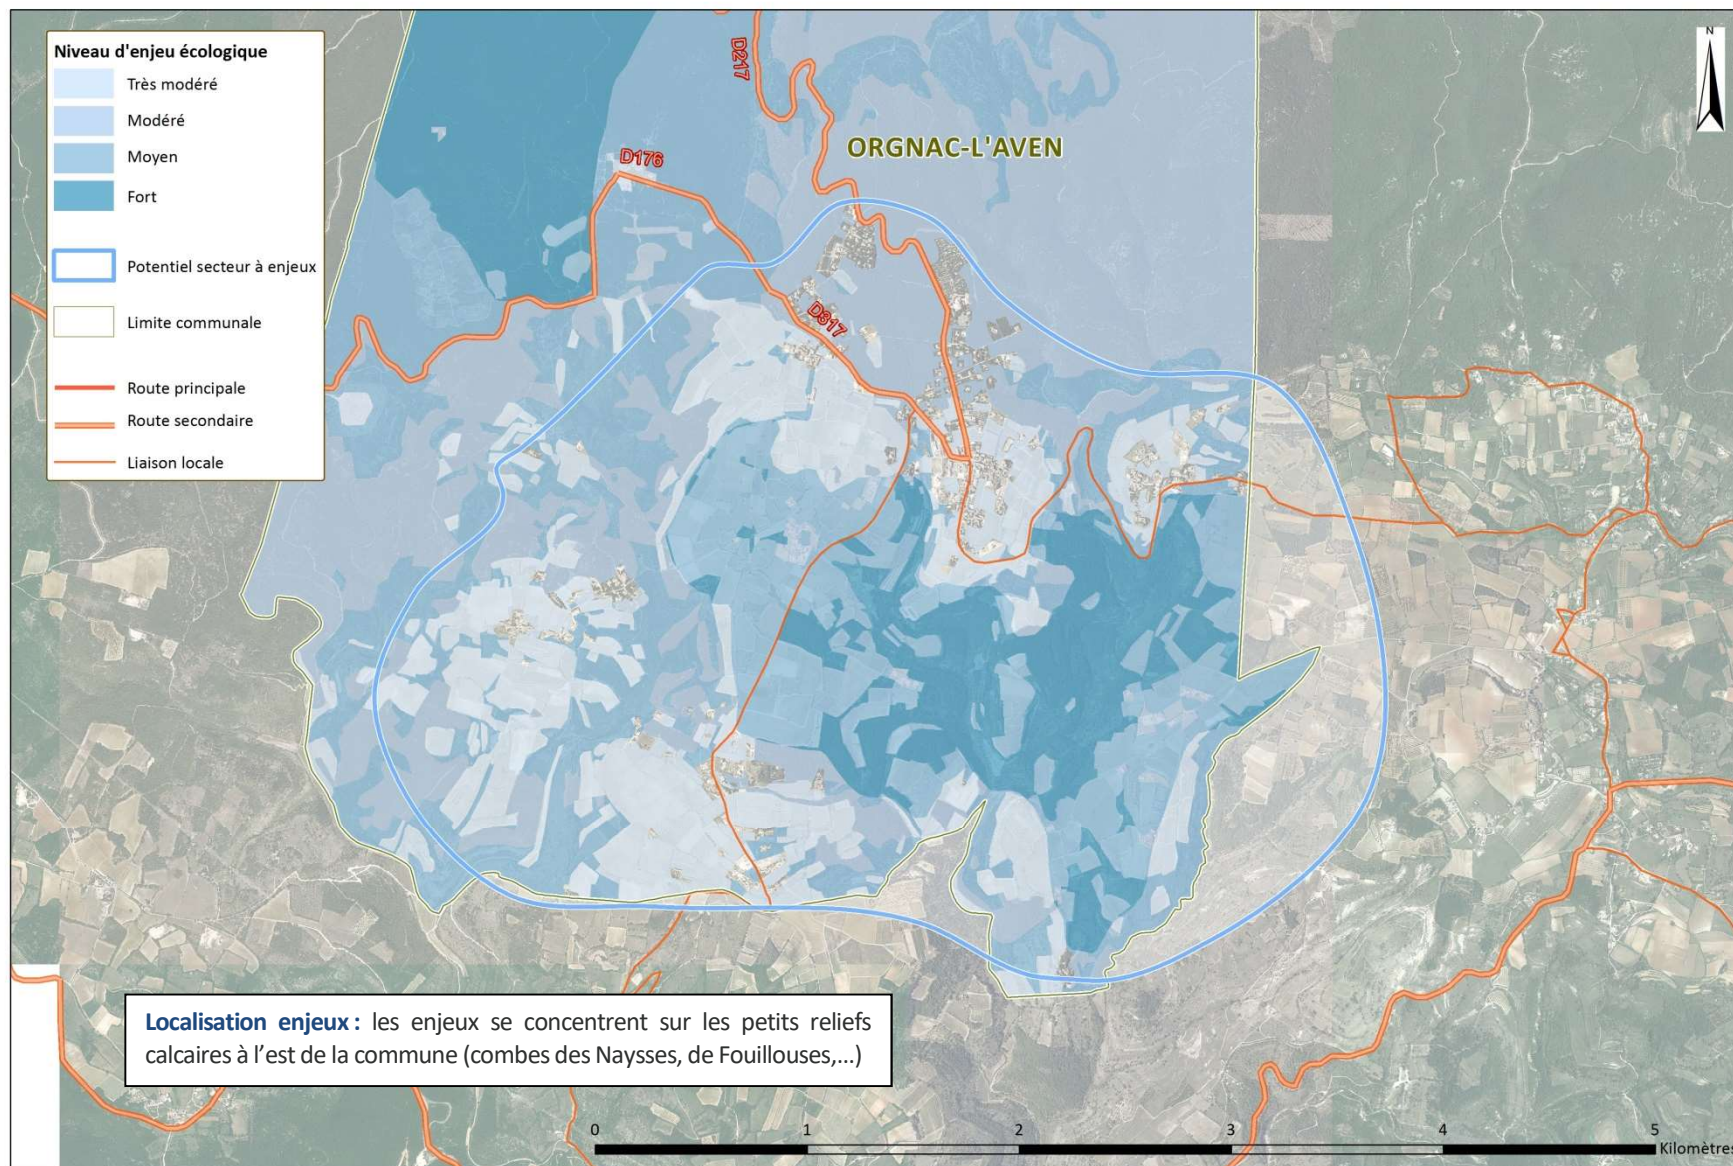 Niveau d'enjeu écologique
Très modéré
Modéré
Moyen
Fort
Potentiel secteur à enjeux
Limite communale
Route principale
Route secondaire
Liaison locale
N
D217
ORGNAC-L'AVEN
D176
D317
Localisation enjeux : les enjeux se concentrent sur les petits reliefs
calcaires à l’est de la commune (combes des Naysses, de Fouillouses,...)
0 1 2 3 4 5
Kilomètres